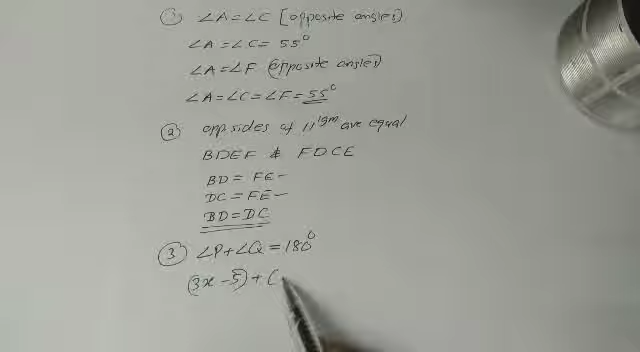 ① ∠A = ∠C [opposite angles)
∠A = ∠C = 55°
∠A = ∠F (opposite angles)
∠A = ∠C = ∠F = 55°
② opp sides of 11gm are equal
BDEF & FDCE
BD = FE -
DC = FE -
BD = DC
③ ∠P + ∠Q = 180°
(3x - 5) + (